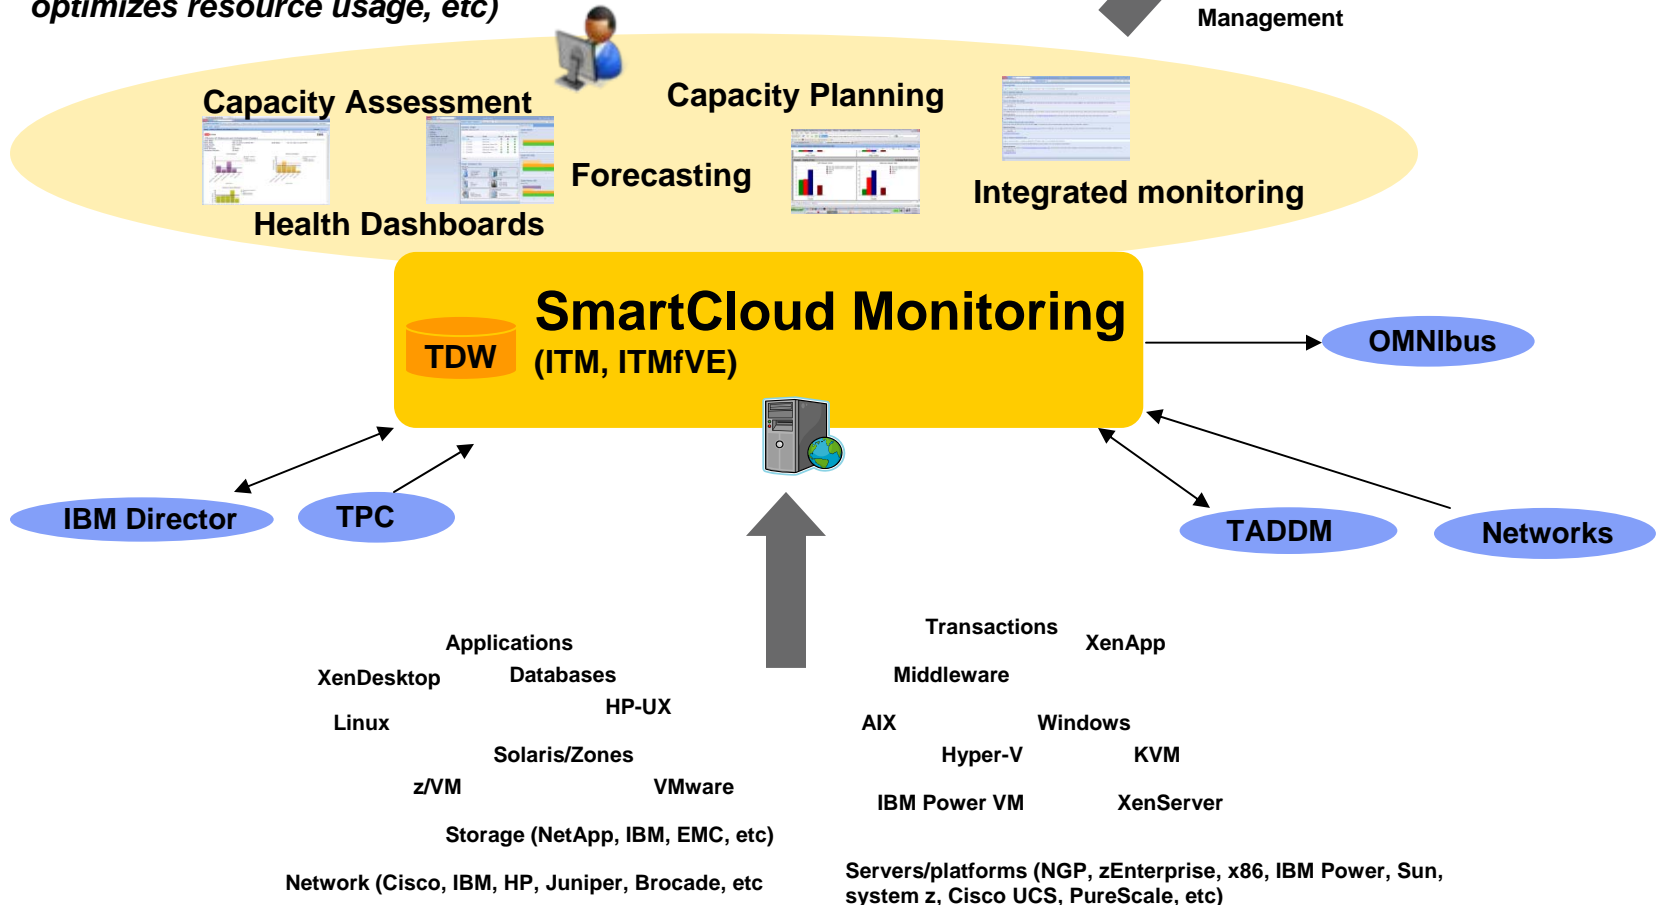 optimizes resource usage, etc)
Management
Capacity Assessment
Capacity Planning
Forecasting
Integrated monitoring
Health Dashboards
SmartCloud Monitoring
TDW
(ITM, ITMfVE)
OMNIbus
IBM Director
TPC
TADDM
Networks
Applications
Transactions
XenApp
XenDesktop
Databases
Middleware
HP-UX
Linux
AIX
Windows
Solaris/Zones
Hyper-V
KVM
z/VM
VMware
IBM Power VM
XenServer
Storage (NetApp, IBM, EMC, etc)
Network (Cisco, IBM, HP, Juniper, Brocade, etc
Servers/platforms (NGP, zEnterprise, x86, IBM Power, Sun,
system z, Cisco UCS, PureScale, etc)